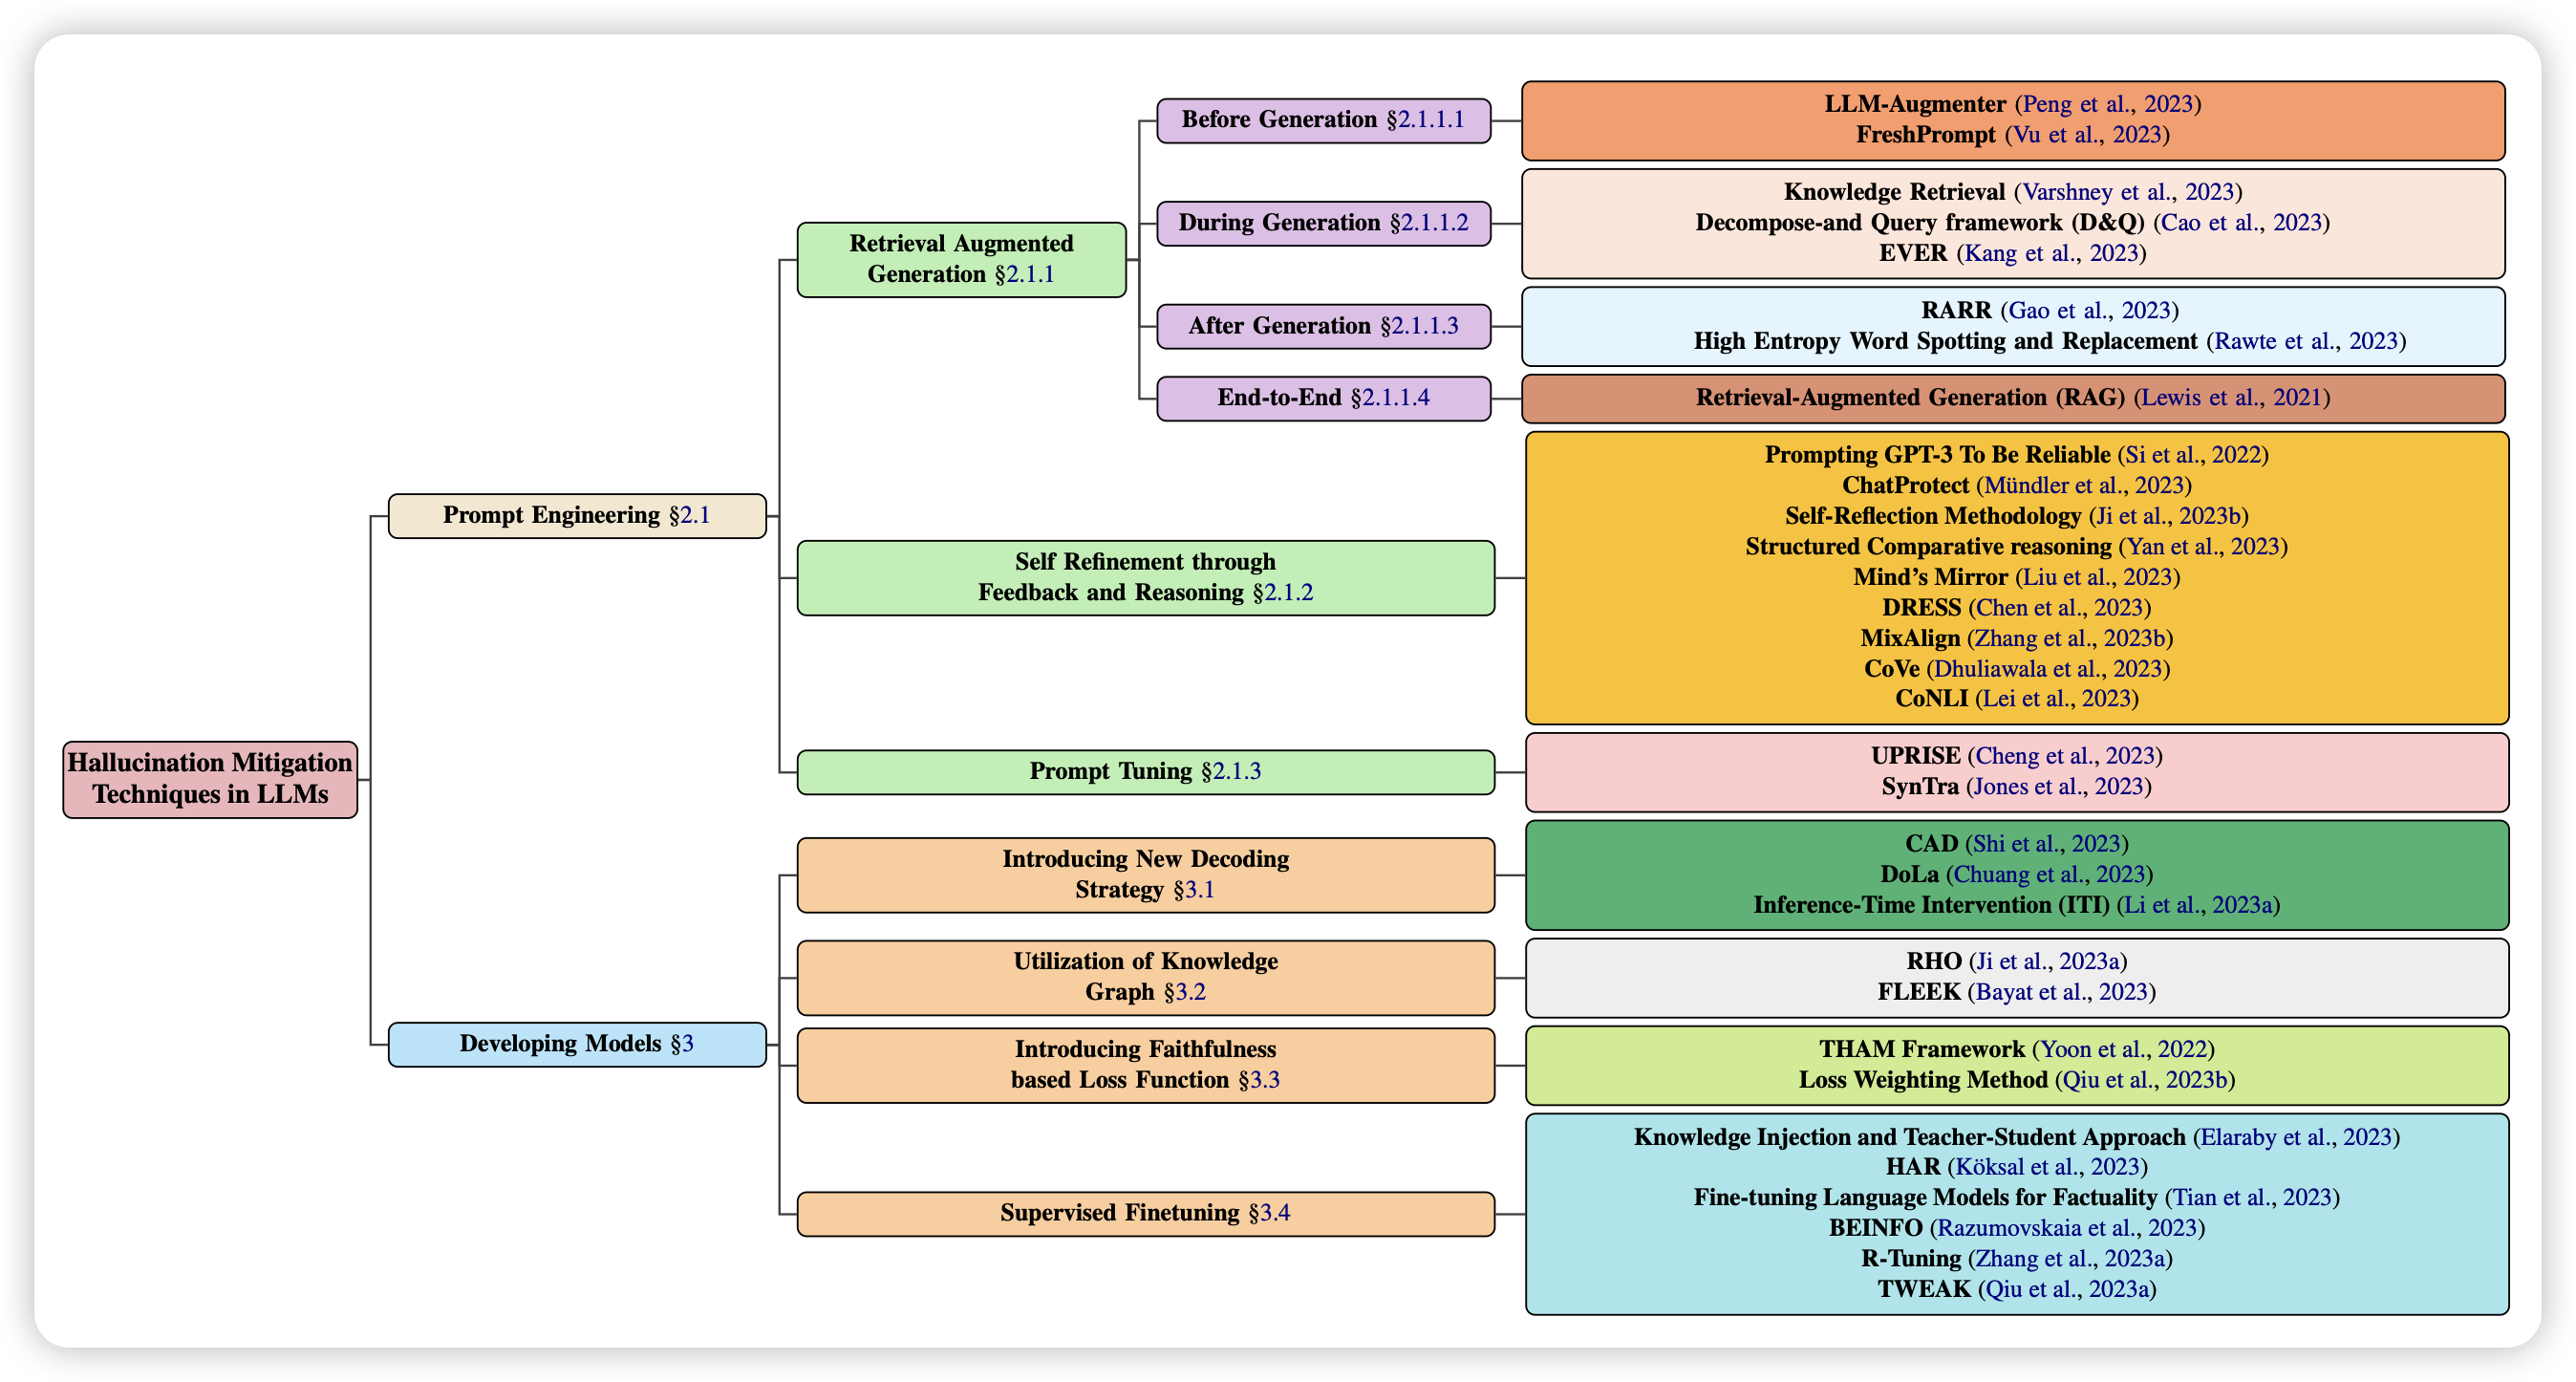 Hallucination Mitigation
Techniques in LLMs
Prompt Engineering §2.1
Retrieval Augmented
Generation §2.1.1
Before Generation §2.1.1.1
LLM-Augmenter (Peng et al., 2023)
FreshPrompt (Vu et al., 2023)
During Generation §2.1.1.2
Knowledge Retrieval (Varshney et al., 2023)
Decompose-and Query framework (D&Q) (Cao et al., 2023)
EVER (Kang et al., 2023)
After Generation §2.1.1.3
RARR (Gao et al., 2023)
High Entropy Word Spotting and Replacement (Rawte et al., 2023)
End-to-End §2.1.1.4
Retrieval-Augmented Generation (RAG) (Lewis et al., 2021)
Self Refinement through
Feedback and Reasoning §2.1.2
Prompting GPT-3 To Be Reliable (Si et al., 2022)
ChatProtect (Mündler et al., 2023)
Self-Reflection Methodology (Ji et al., 2023b)
Structured Comparative reasoning (Yan et al., 2023)
Mind’s Mirror (Liu et al., 2023)
DRESS (Chen et al., 2023)
MixAlign (Zhang et al., 2023b)
CoVe (Dhuliawala et al., 2023)
CoNLI (Lei et al., 2023)
Prompt Tuning §2.1.3
UPRISE (Cheng et al., 2023)
SynTra (Jones et al., 2023)
Developing Models §3
Introducing New Decoding
Strategy §3.1
CAD (Shi et al., 2023)
DoLa (Chuang et al., 2023)
Inference-Time Intervention (ITI) (Li et al., 2023a)
Utilization of Knowledge
Graph §3.2
RHO (Ji et al., 2023a)
FLEEK (Bayat et al., 2023)
Introducing Faithfulness
based Loss Function §3.3
THAM Framework (Yoon et al., 2022)
Loss Weighting Method (Qiu et al., 2023b)
Supervised Finetuning §3.4
Knowledge Injection and Teacher-Student Approach (Elaraby et al., 2023)
HAR (Köksal et al., 2023)
Fine-tuning Language Models for Factuality (Tian et al., 2023)
BEINFO (Razumovskaia et al., 2023)
R-Tuning (Zhang et al., 2023a)
TWEAK (Qiu et al., 2023a)